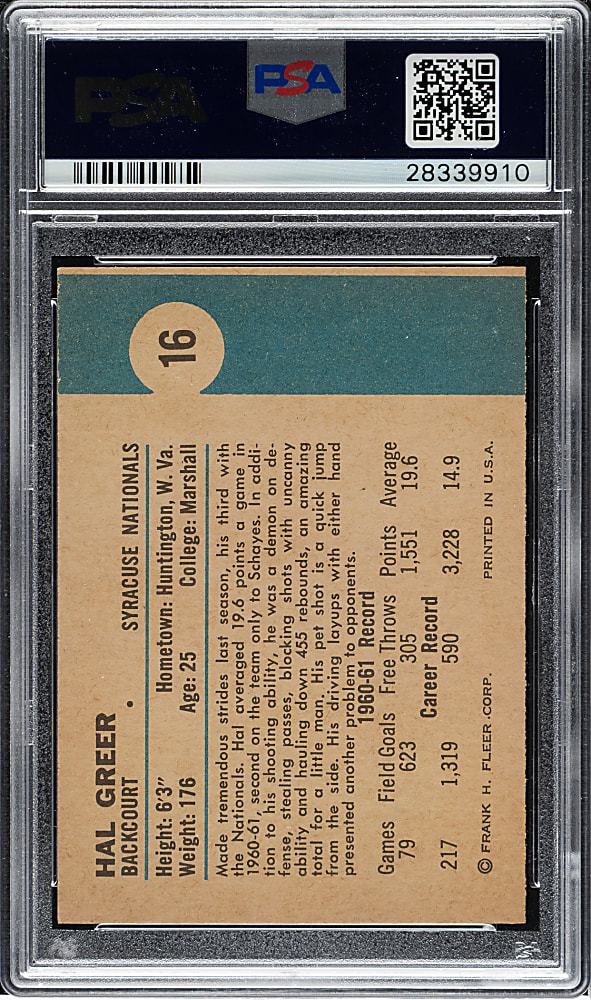 PSA
PSA
28339910
16
HAL GREER
BACKCOURT • SYRACUSE NATIONALS
Height: 6'3" Hometown: Huntington, W. Va.
Weight: 176 Age: 25 College: Marshall
Made tremendous strides last season, his third with
the Nationals. Hal averaged 19.6 points a game in
1960-61, second on the team only to Schayes. In addi-
tion to his shooting ability, he was a demon on de-
fense, stealing passes, blocking shots with uncanny
ability and hauling down 455 rebounds, an amazing
total for a little man. His pet shot is a quick jump
from the side. His driving layups with either hand
presented another problem to opponents.
1960-61 Record
Games Field Goals Free Throws Points Average
79 623 305 1,551 19.6
Career Record
217 1,319 590 3,228 14.9
© FRANK H. FLEER CORP. PRINTED IN U.S.A.